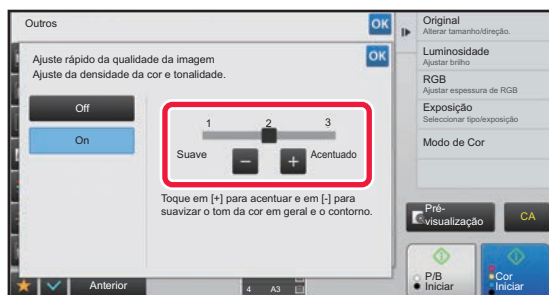 Outros
OK
Ajuste rápido da qualidade da imagem
Ajuste da densidade da cor e tonalidade.
OK
Off
On
1 2 3
Suave
Acentuado
Toque em [+] para acentuar e em [-] para
suavizar o tom da cor em geral e o contorno.
Anterior
4 A3
Original
Alterar tamanho/direção.
Luminosidade
Ajustar brilho
RGB
Ajustar espessura de RGB
Exposição
Seleccionar tipo/exposição
Modo de Cor
Pré-
visualização
CA
P/B
Iniciar
Cor
Iniciar